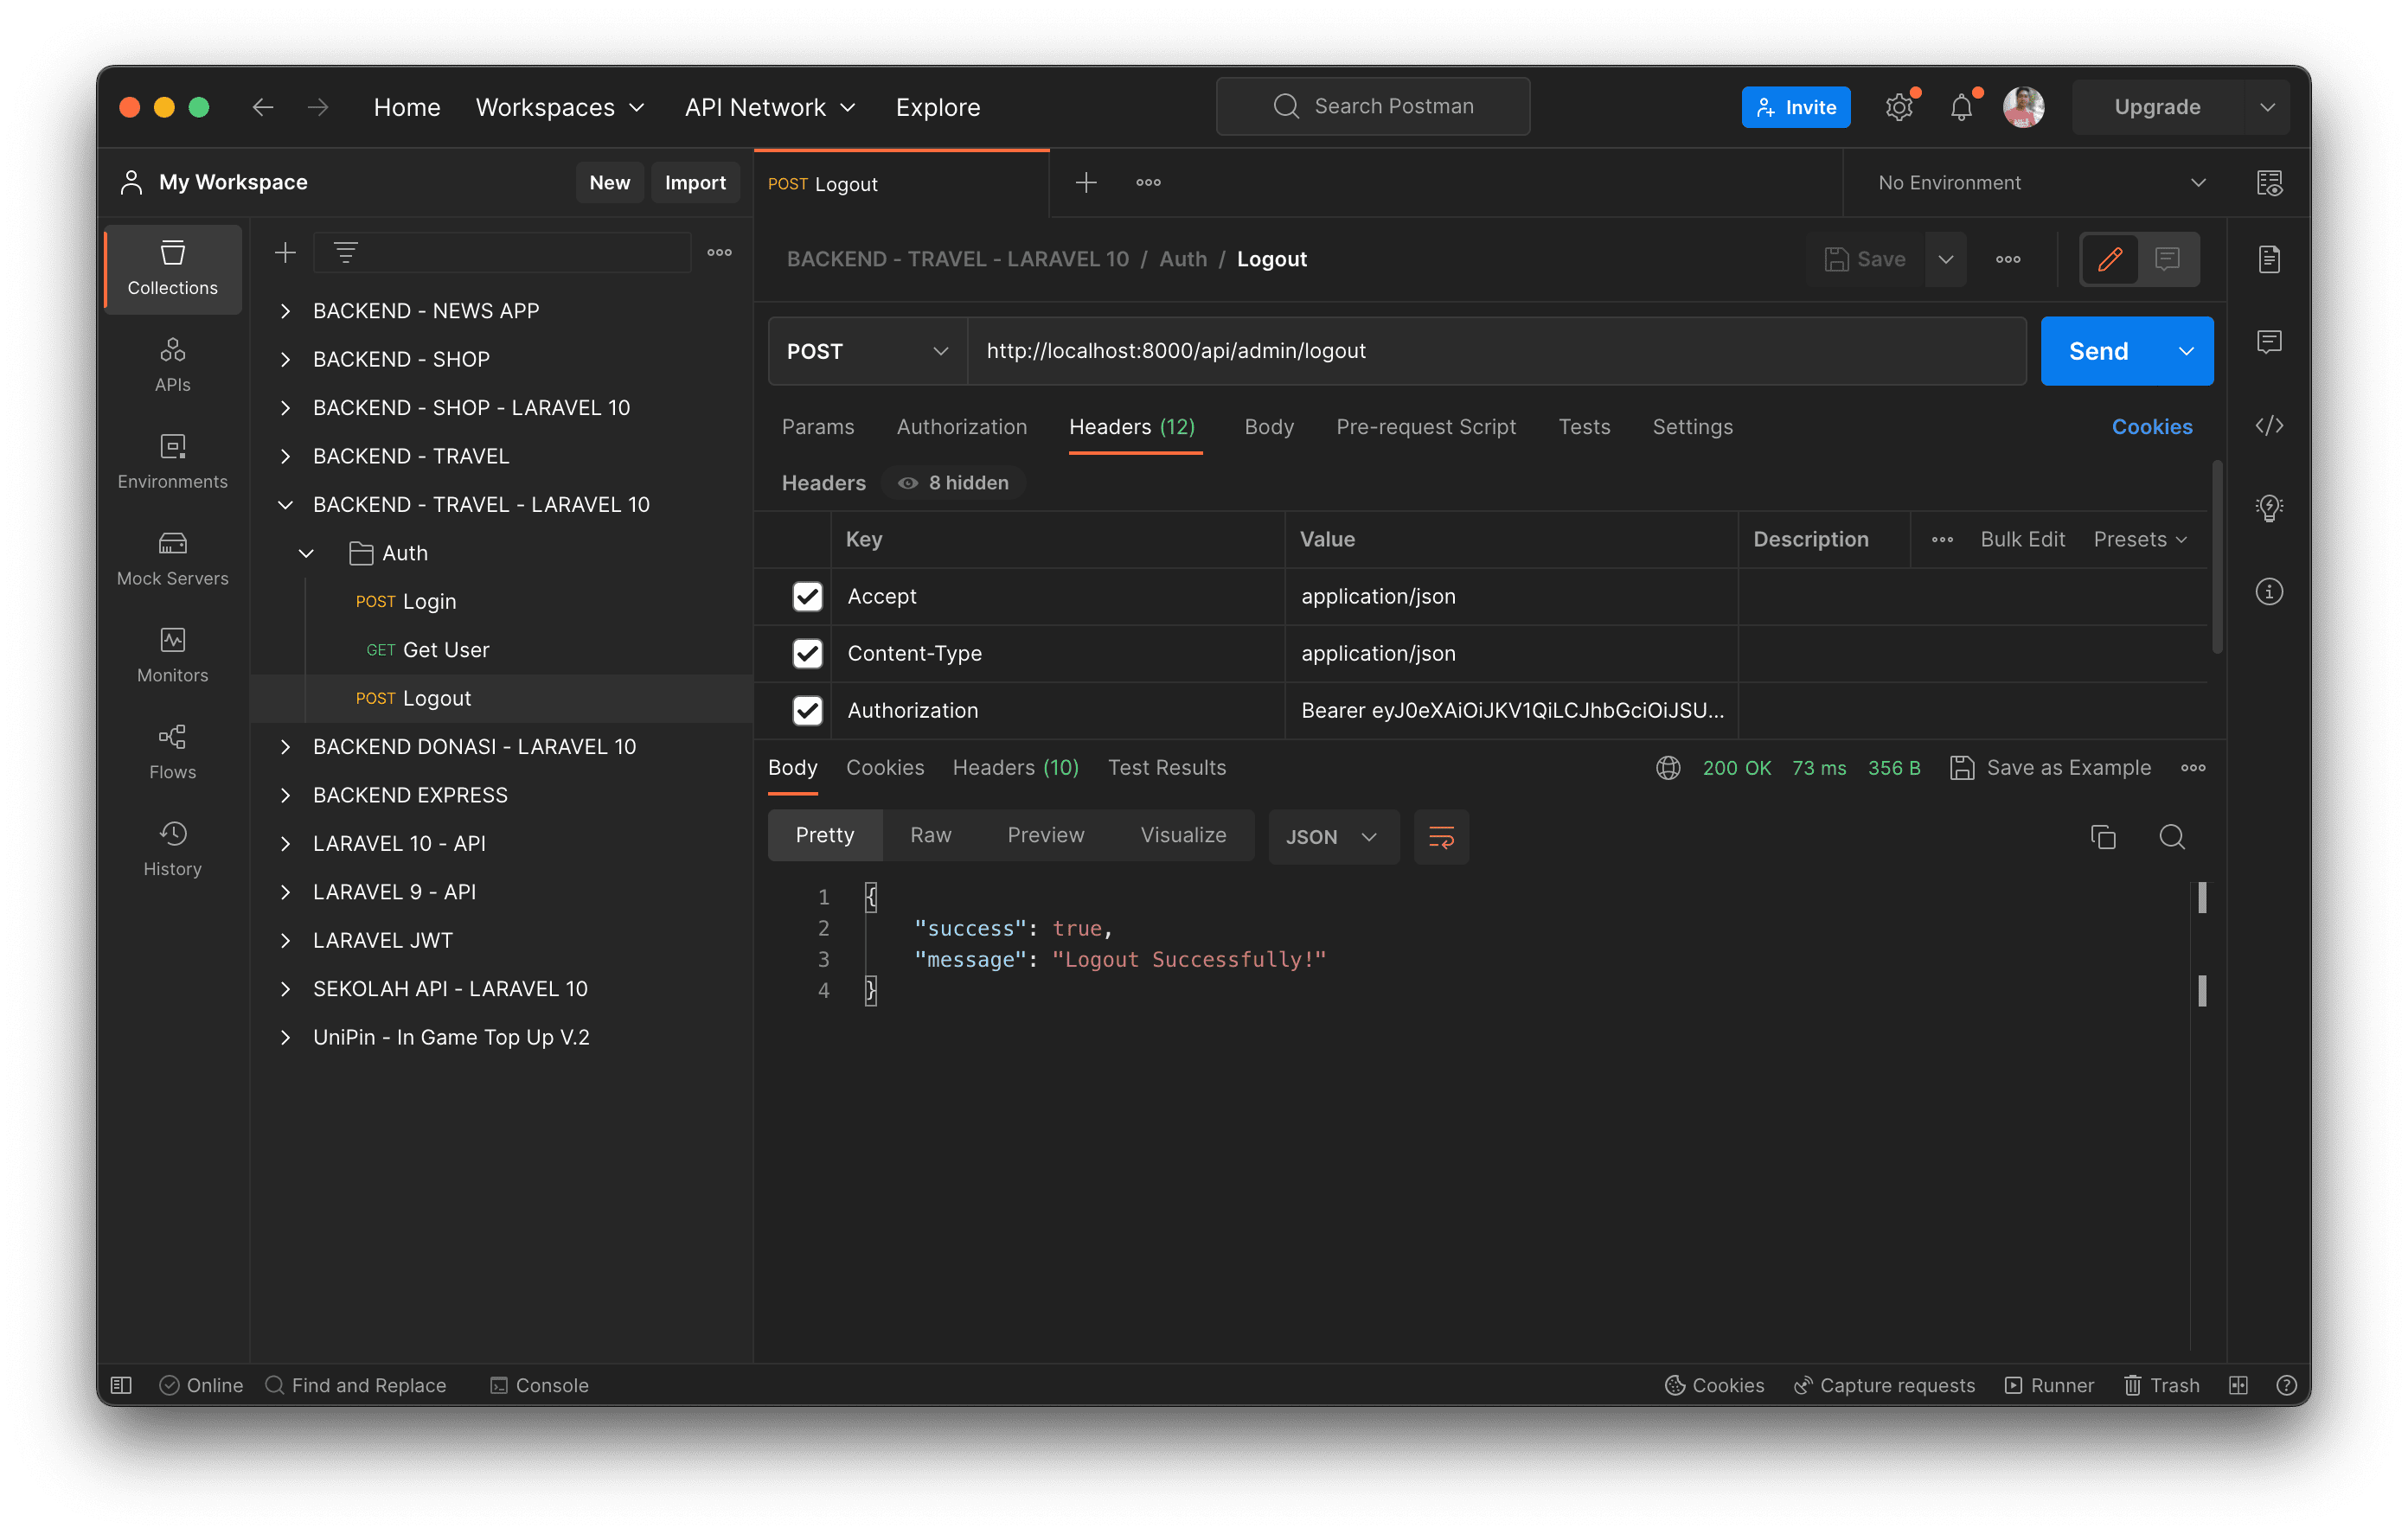 Home Workspaces API Network Explore Search Postman Invite Upgrade
My Workspace New Import
POST Logout No Environment
Collections
APIs
Environments
Mock Servers
Monitors
Flows
History
BACKEND - NEWS APP
BACKEND - SHOP
BACKEND - SHOP - LARAVEL 10
BACKEND - TRAVEL
BACKEND - TRAVEL - LARAVEL 10
Auth
POST Login
GET Get User
POST Logout
BACKEND DONASI - LARAVEL 10
BACKEND EXPRESS
LARAVEL 10 - API
LARAVEL 9 - API
LARAVEL JWT
SEKOLAH API - LARAVEL 10
UniPin - In Game Top Up V.2
BACKEND - TRAVEL - LARAVEL 10 / Auth / Logout Save
POST http://localhost:8000/api/admin/logout Send
Params Authorization Headers (12) Body Pre-request Script Tests Settings Cookies
Headers 8 hidden
Key Value Description Bulk Edit Presets
Accept application/json
Content-Type application/json
Authorization Bearer eyJ0eXAiOiJKV1QiLCJhbGciOiJSU...
Body Cookies Headers (10) Test Results 200 OK 73 ms 356 B Save as Example
Pretty Raw Preview Visualize JSON
1 {
2 "success": true,
3 "message": "Logout Successfully!"
4 }
Online Find and Replace Console Cookies Capture requests Runner Trash